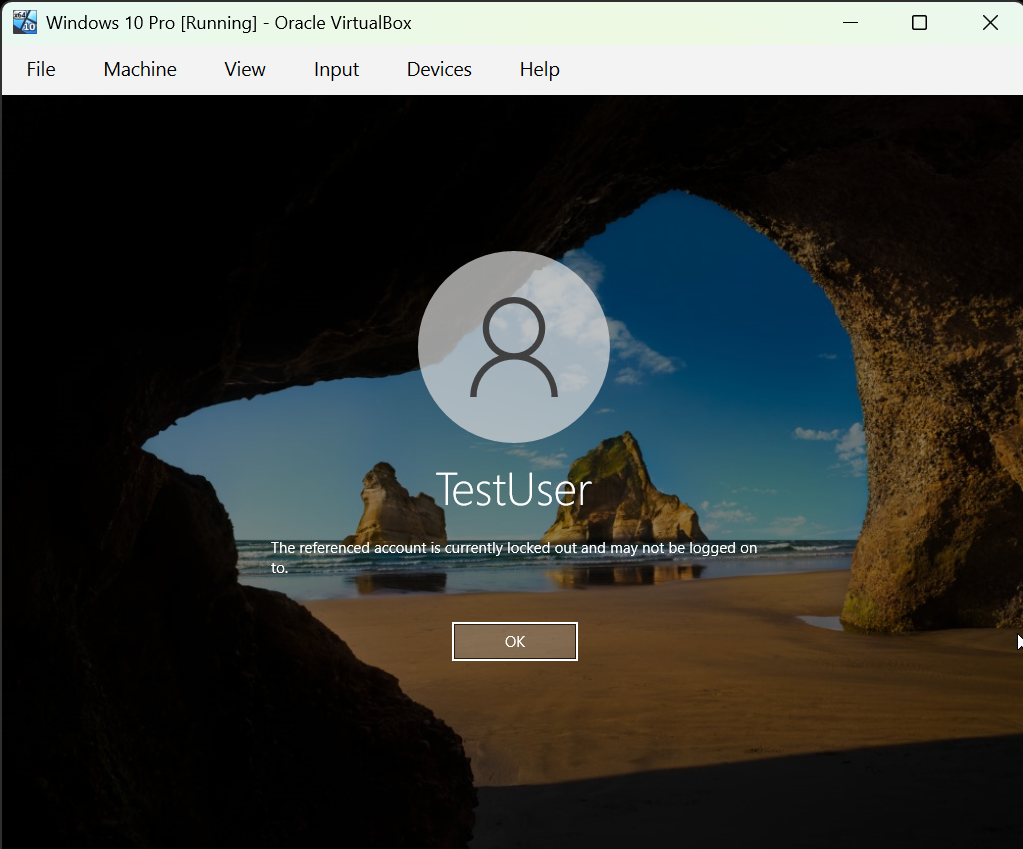 Windows 10 Pro [Running] - Oracle VirtualBox
File Machine View Input Devices Help
TestUser
The referenced account is currently locked out and may not be logged on
to.
OK